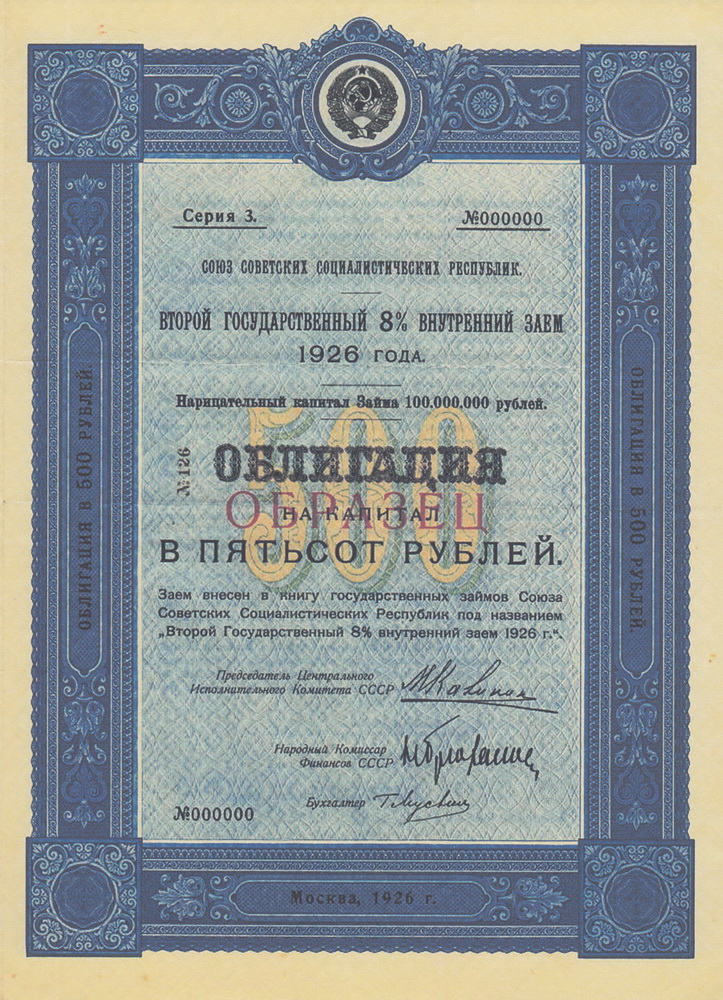 Серия 3.
№000000
СОЮЗ СОВЕТСКИХ СОЦИАЛИСТИЧЕСКИХ РЕСПУБЛИК.
ВТОРОЙ ГОСУДАРСТВЕННЫЙ 8% ВНУТРЕННИЙ ЗАЕМ
1926 ГОДА.
Нарицательный капитал Займа 100.000,000 рублей.
500
№126
ОБЛИГАЦИЯ
ОБРАЗЕЦ
НА КАПИТАЛ
В ПЯТЬСОТ РУБЛЕЙ.
Заем внесен в книгу государственных займов Союза
Советских Социалистических Республик под названием
„Второй Государственный 8% внутренний заем 1926 г.“.
Председатель Центрального
Исполнительного Комитета СССР
МКалинин
Народный Комиссар
Финансов СССР
Бухгалтер
№000000
Москва, 1926 г.
ОБЛИГАЦИЯ В 500 РУБЛЕЙ.
ОБЛИГАЦИЯ В 500 РУБЛЕЙ.